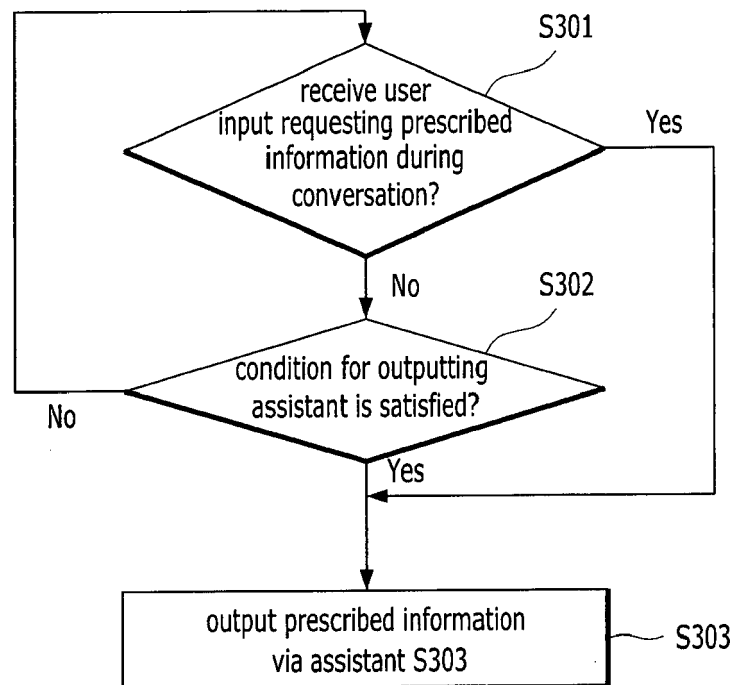 S301
receive user
input requesting prescribed
information during
conversation?
Yes
No
S302
condition for outputting
assistant is satisfied?
No
Yes
output prescribed information
via assistant S303
S303